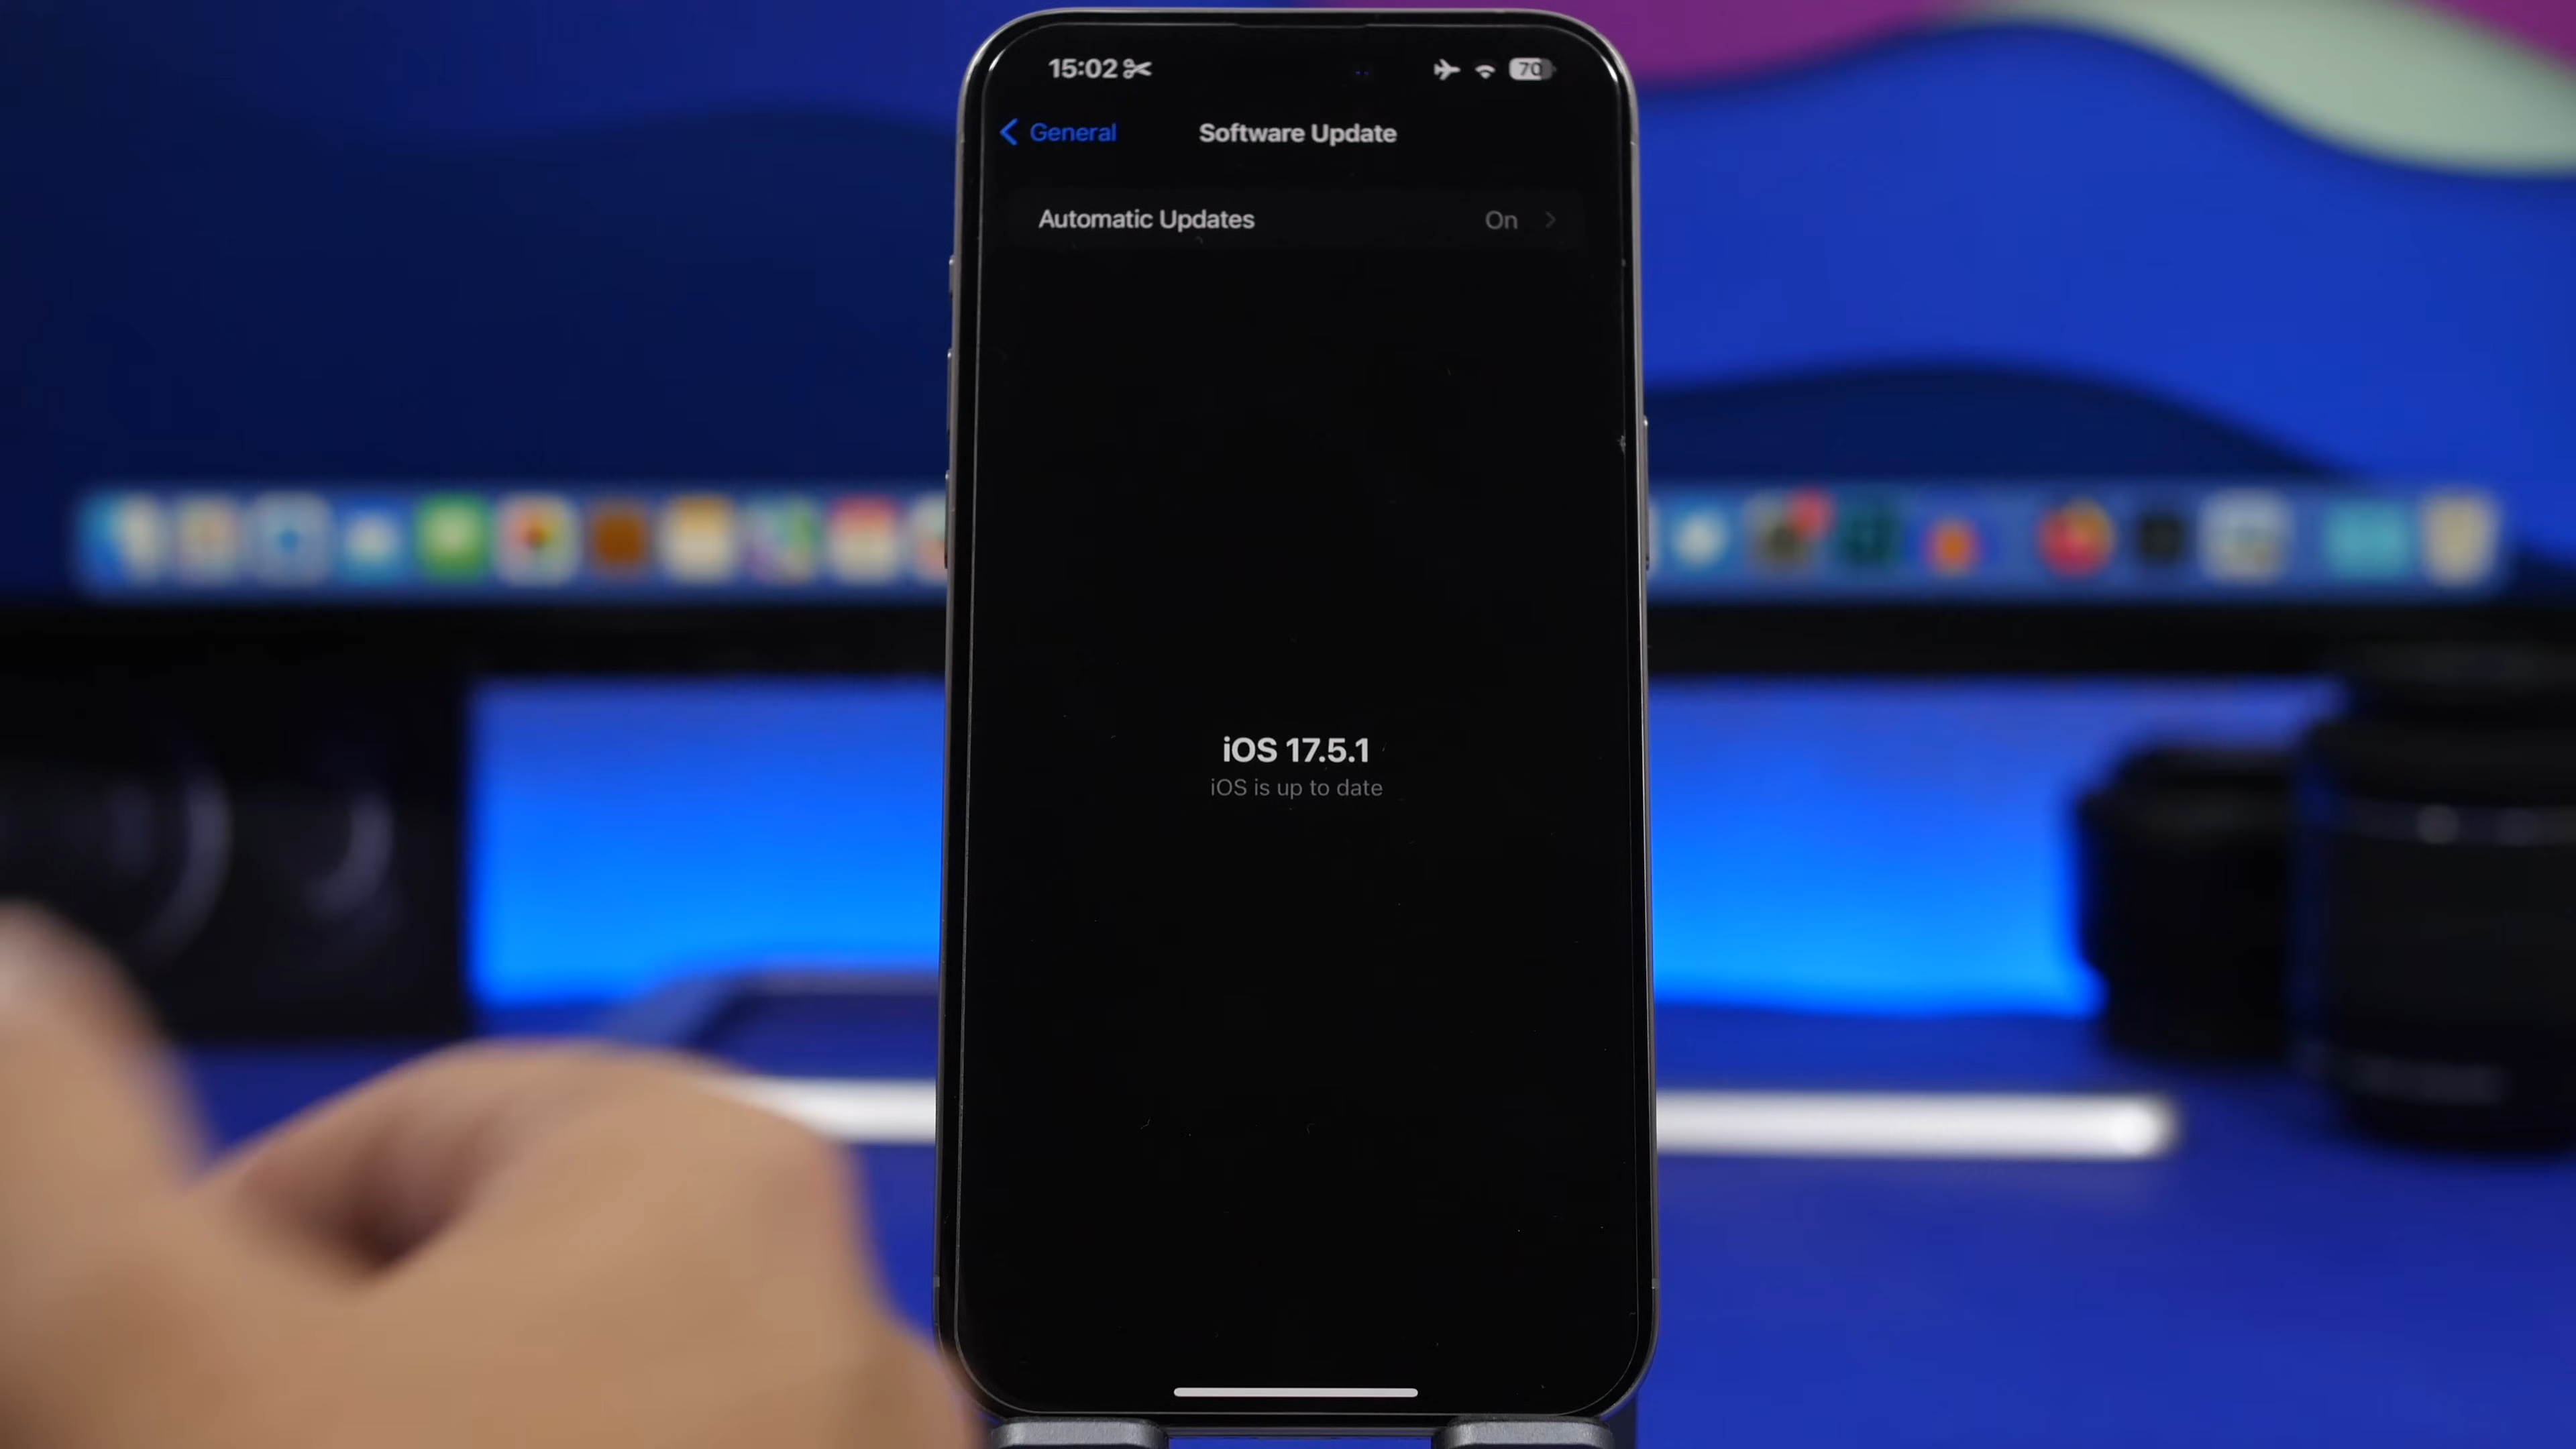 15:02
70
General
Software Update
Automatic Updates
On
iOS 17.5.1
iOS is up to date